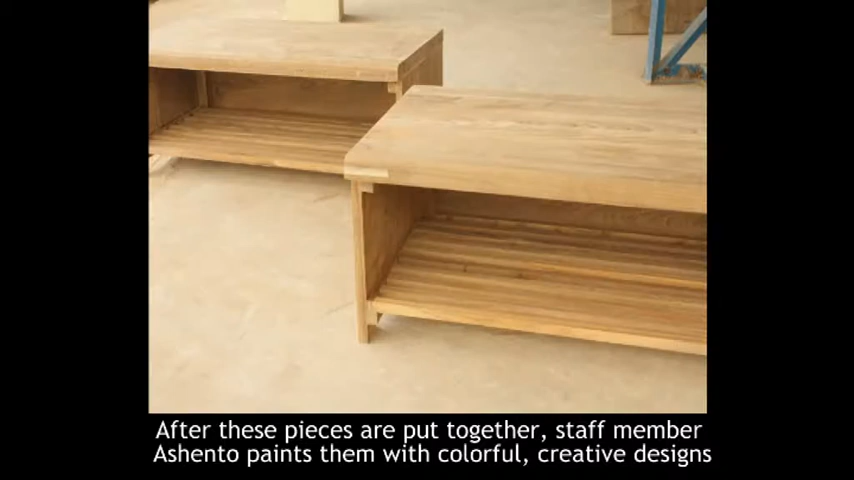 After these pieces are put together, staff member
Ashento paints them with colorful, creative designs